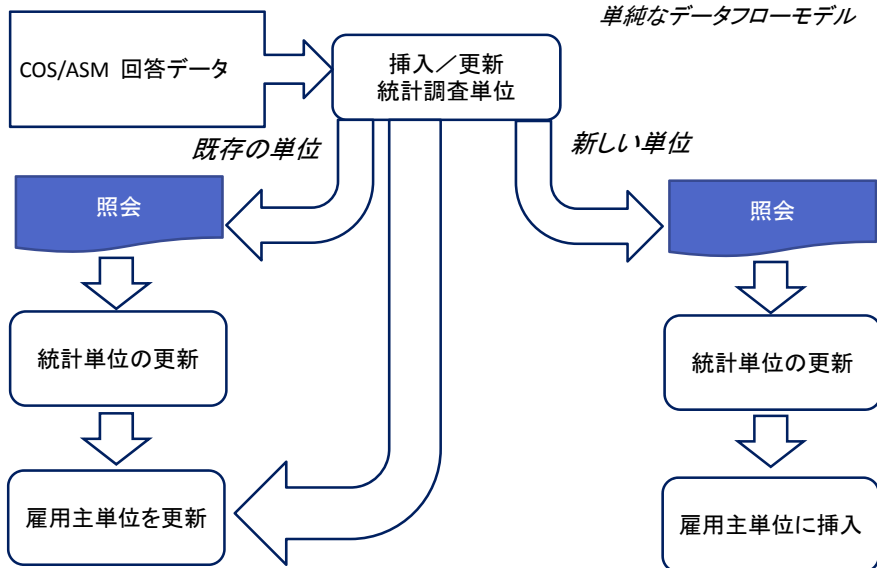 単純なデータフローモデル
COS/ASM 回答データ
挿入／更新
統計調査単位
既存の単位
新しい単位
照会
照会
統計単位の更新
統計単位の更新
雇用主単位を更新
雇用主単位に挿入